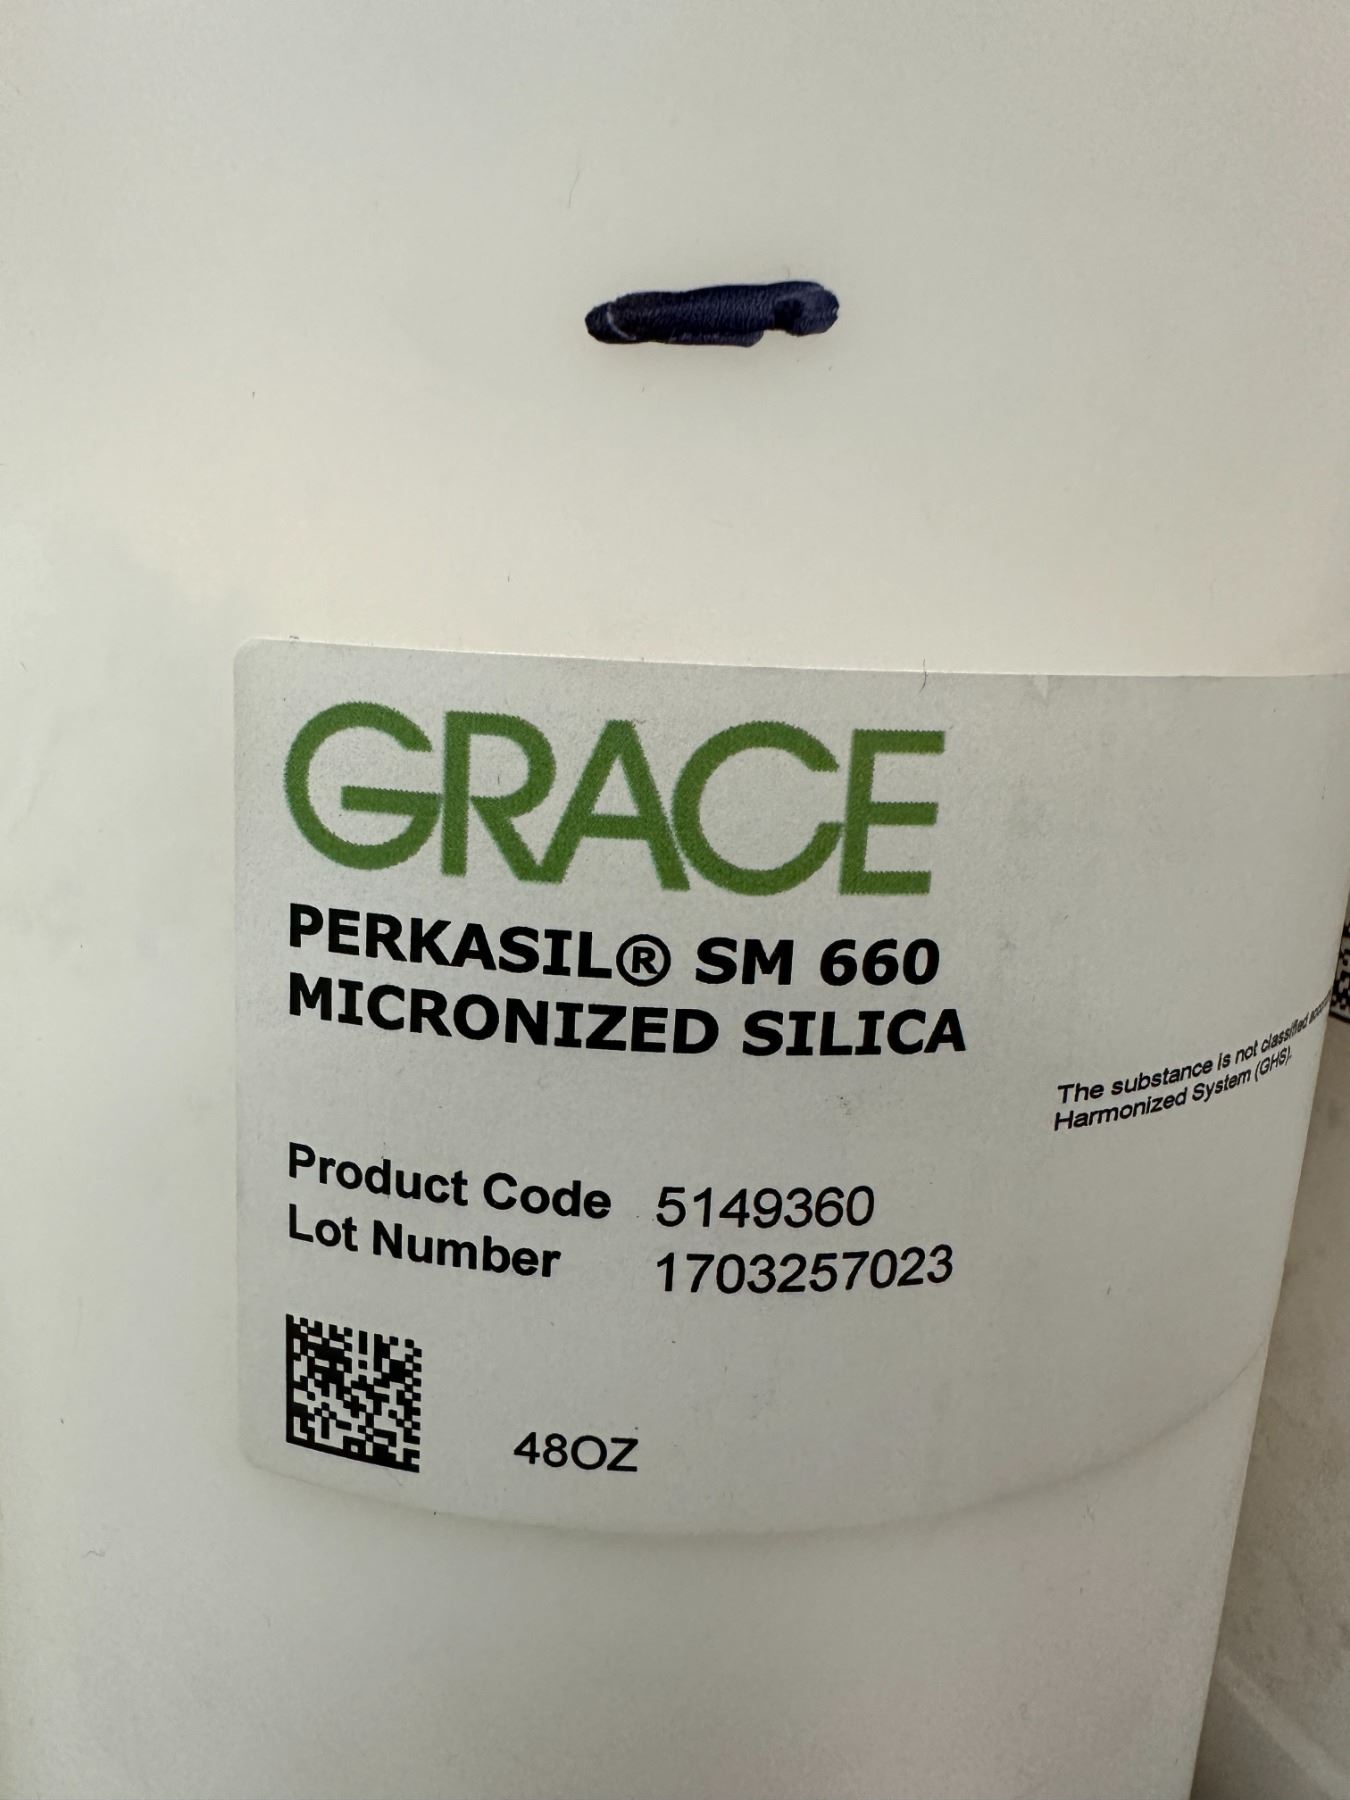 GRACE
PERKASIL® SM 660
MICRONIZED SILICA
The substance is not classified
Harmonized System (GHS).
Product Code 5149360
Lot Number 1703257023
48OZ